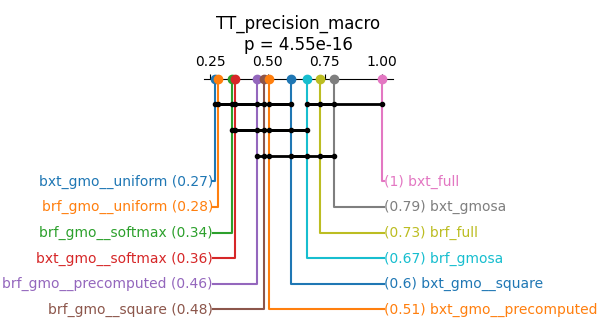 TT_precision_macro
p = 4.55e-16
0.25 0.50 0.75 1.00
bxt_gmo__uniform (0.27) (1) bxt_full
brf_gmo__uniform (0.28) (0.79) bxt_gmosa
brf_gmo__softmax (0.34) (0.73) brf_full
bxt_gmo__softmax (0.36) (0.67) brf_gmosa
brf_gmo__precomputed (0.46) (0.6) bxt_gmo__square
brf_gmo__square (0.48) (0.51) bxt_gmo__precomputed